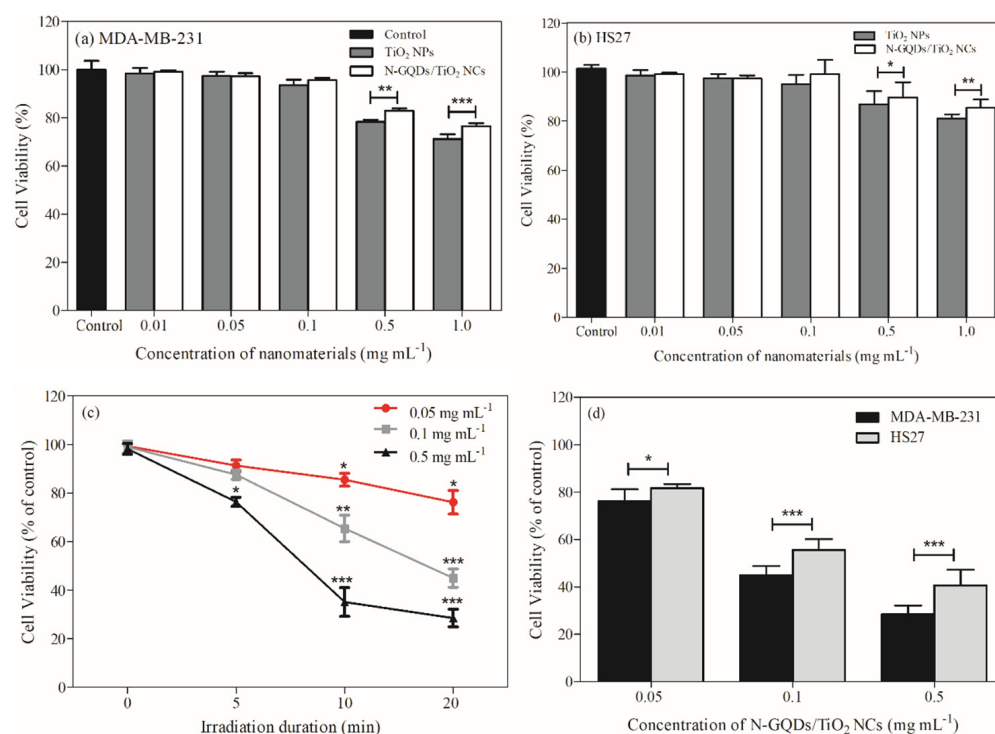 (a) MDA-MB-231
Control
TiO₂ NPs
N-GQDs/TiO₂ NCs
Cell Viability (%)
120
100
80
60
40
20
0
**
***
Control 0.01 0.05 0.1 0.5 1.0
Concentration of nanomaterials (mg mL⁻¹)
(b) HS27
TiO₂ NPs
N-GQDs/TiO₂ NCs
Cell Viability (%)
120
100
80
60
40
20
0
*
**
Control 0.01 0.05 0.1 0.5 1.0
Concentration of nanomaterials (mg mL⁻¹)
(c)
0.05 mg mL⁻¹
0.1 mg mL⁻¹
0.5 mg mL⁻¹
Cell Viability (% of control)
120
100
80
60
40
20
0
*
*
*
**
***
***
***
0 5 10 20
Irradiation duration (min)
(d)
MDA-MB-231
HS27
Cell Viability (% of control)
120
100
80
60
40
20
0
*
***
***
0.05 0.1 0.5
Concentration of N-GQDs/TiO₂ NCs (mg mL⁻¹)